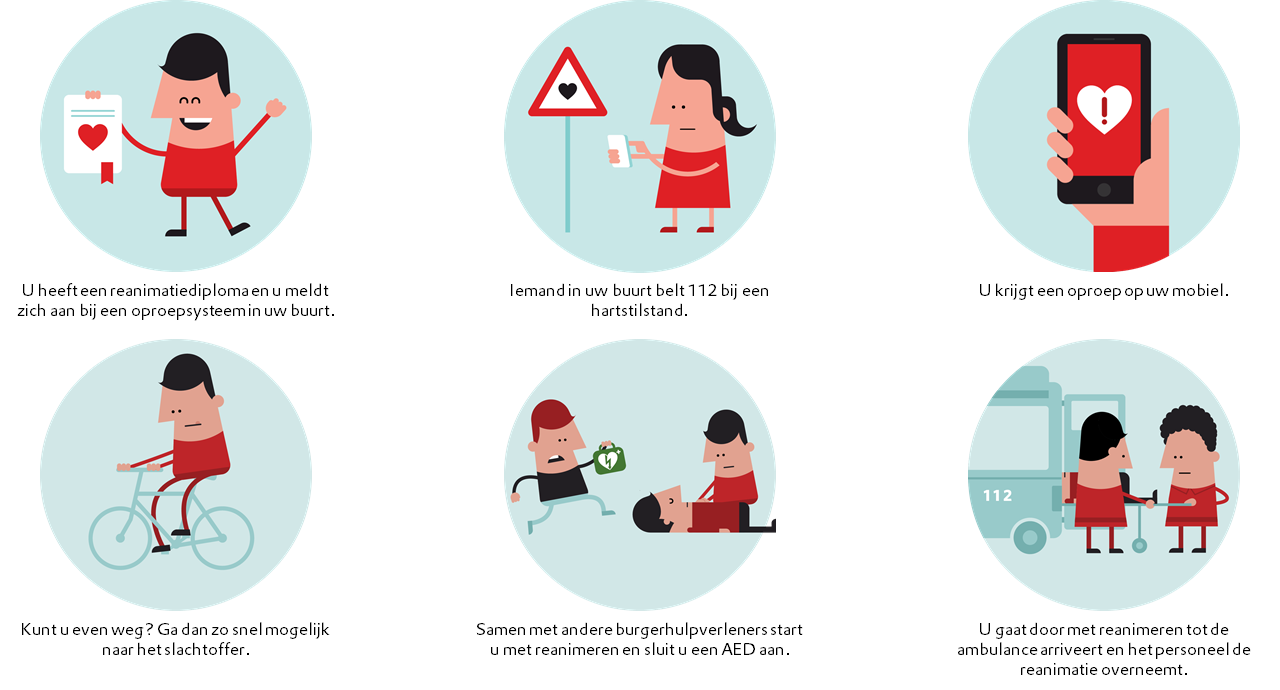 U heeft een reanimatiediploma en u meldt
zich aan bij een oproepsysteem in uw buurt.
Iemand in uw buurt belt 112 bij een
hartstilstand.
U krijgt een oproep op uw mobiel.
112
Kunt u even weg? Ga dan zo snel mogelijk
naar het slachtoffer.
Samen met andere burgerhulpverleners start
u met reanimeren en sluit u een AED aan.
U gaat door met reanimeren tot de
ambulance arriveert en het personeel de
reanimatie overneemt.